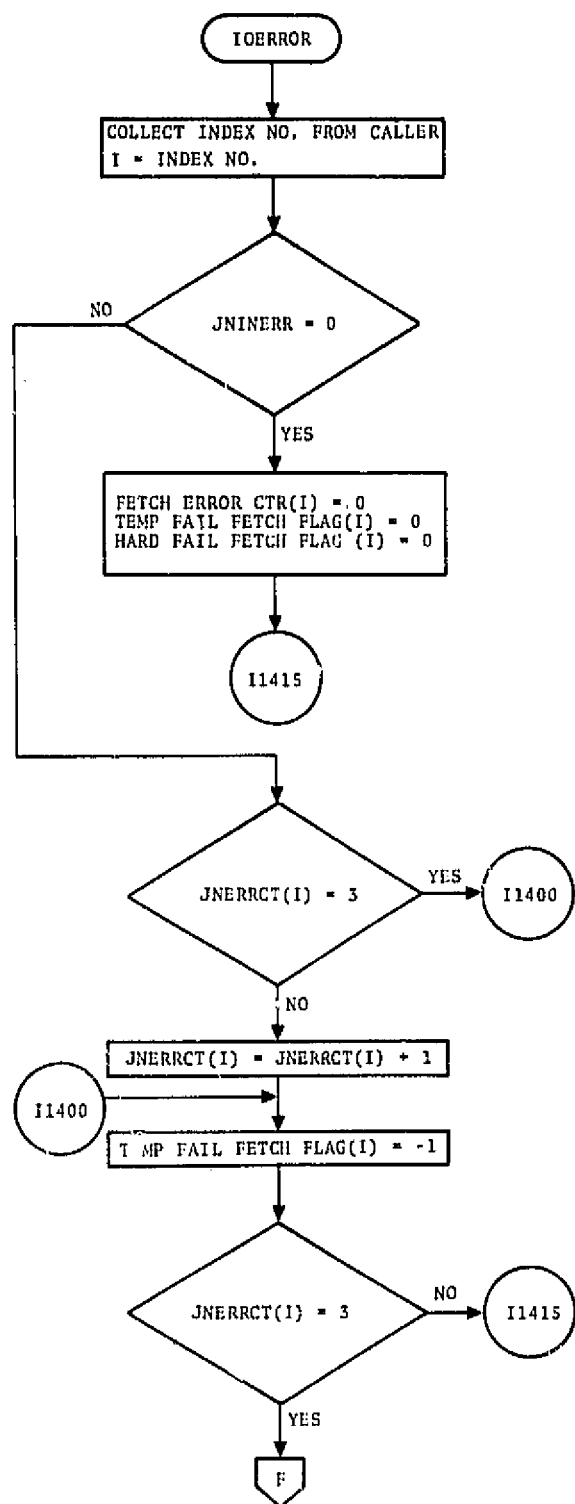 IOERROR
COLLECT INDEX NO. FROM CALLER
I = INDEX NO.
NO
JNINERR = 0
YES
FETCH ERROR CTR(I) = 0
TEMP FAIL FETCH FLAG(I) = 0
HARD FAIL FETCH FLAG (I) = 0
I1415
JNERRCT(I) = 3
YES
I1400
NO
JNERRCT(I) = JNERRCT(I) + 1
I1400
T MP FAIL FETCH FLAG(I) = -1
JNERRCT(I) = 3
NO
I1415
YES
F